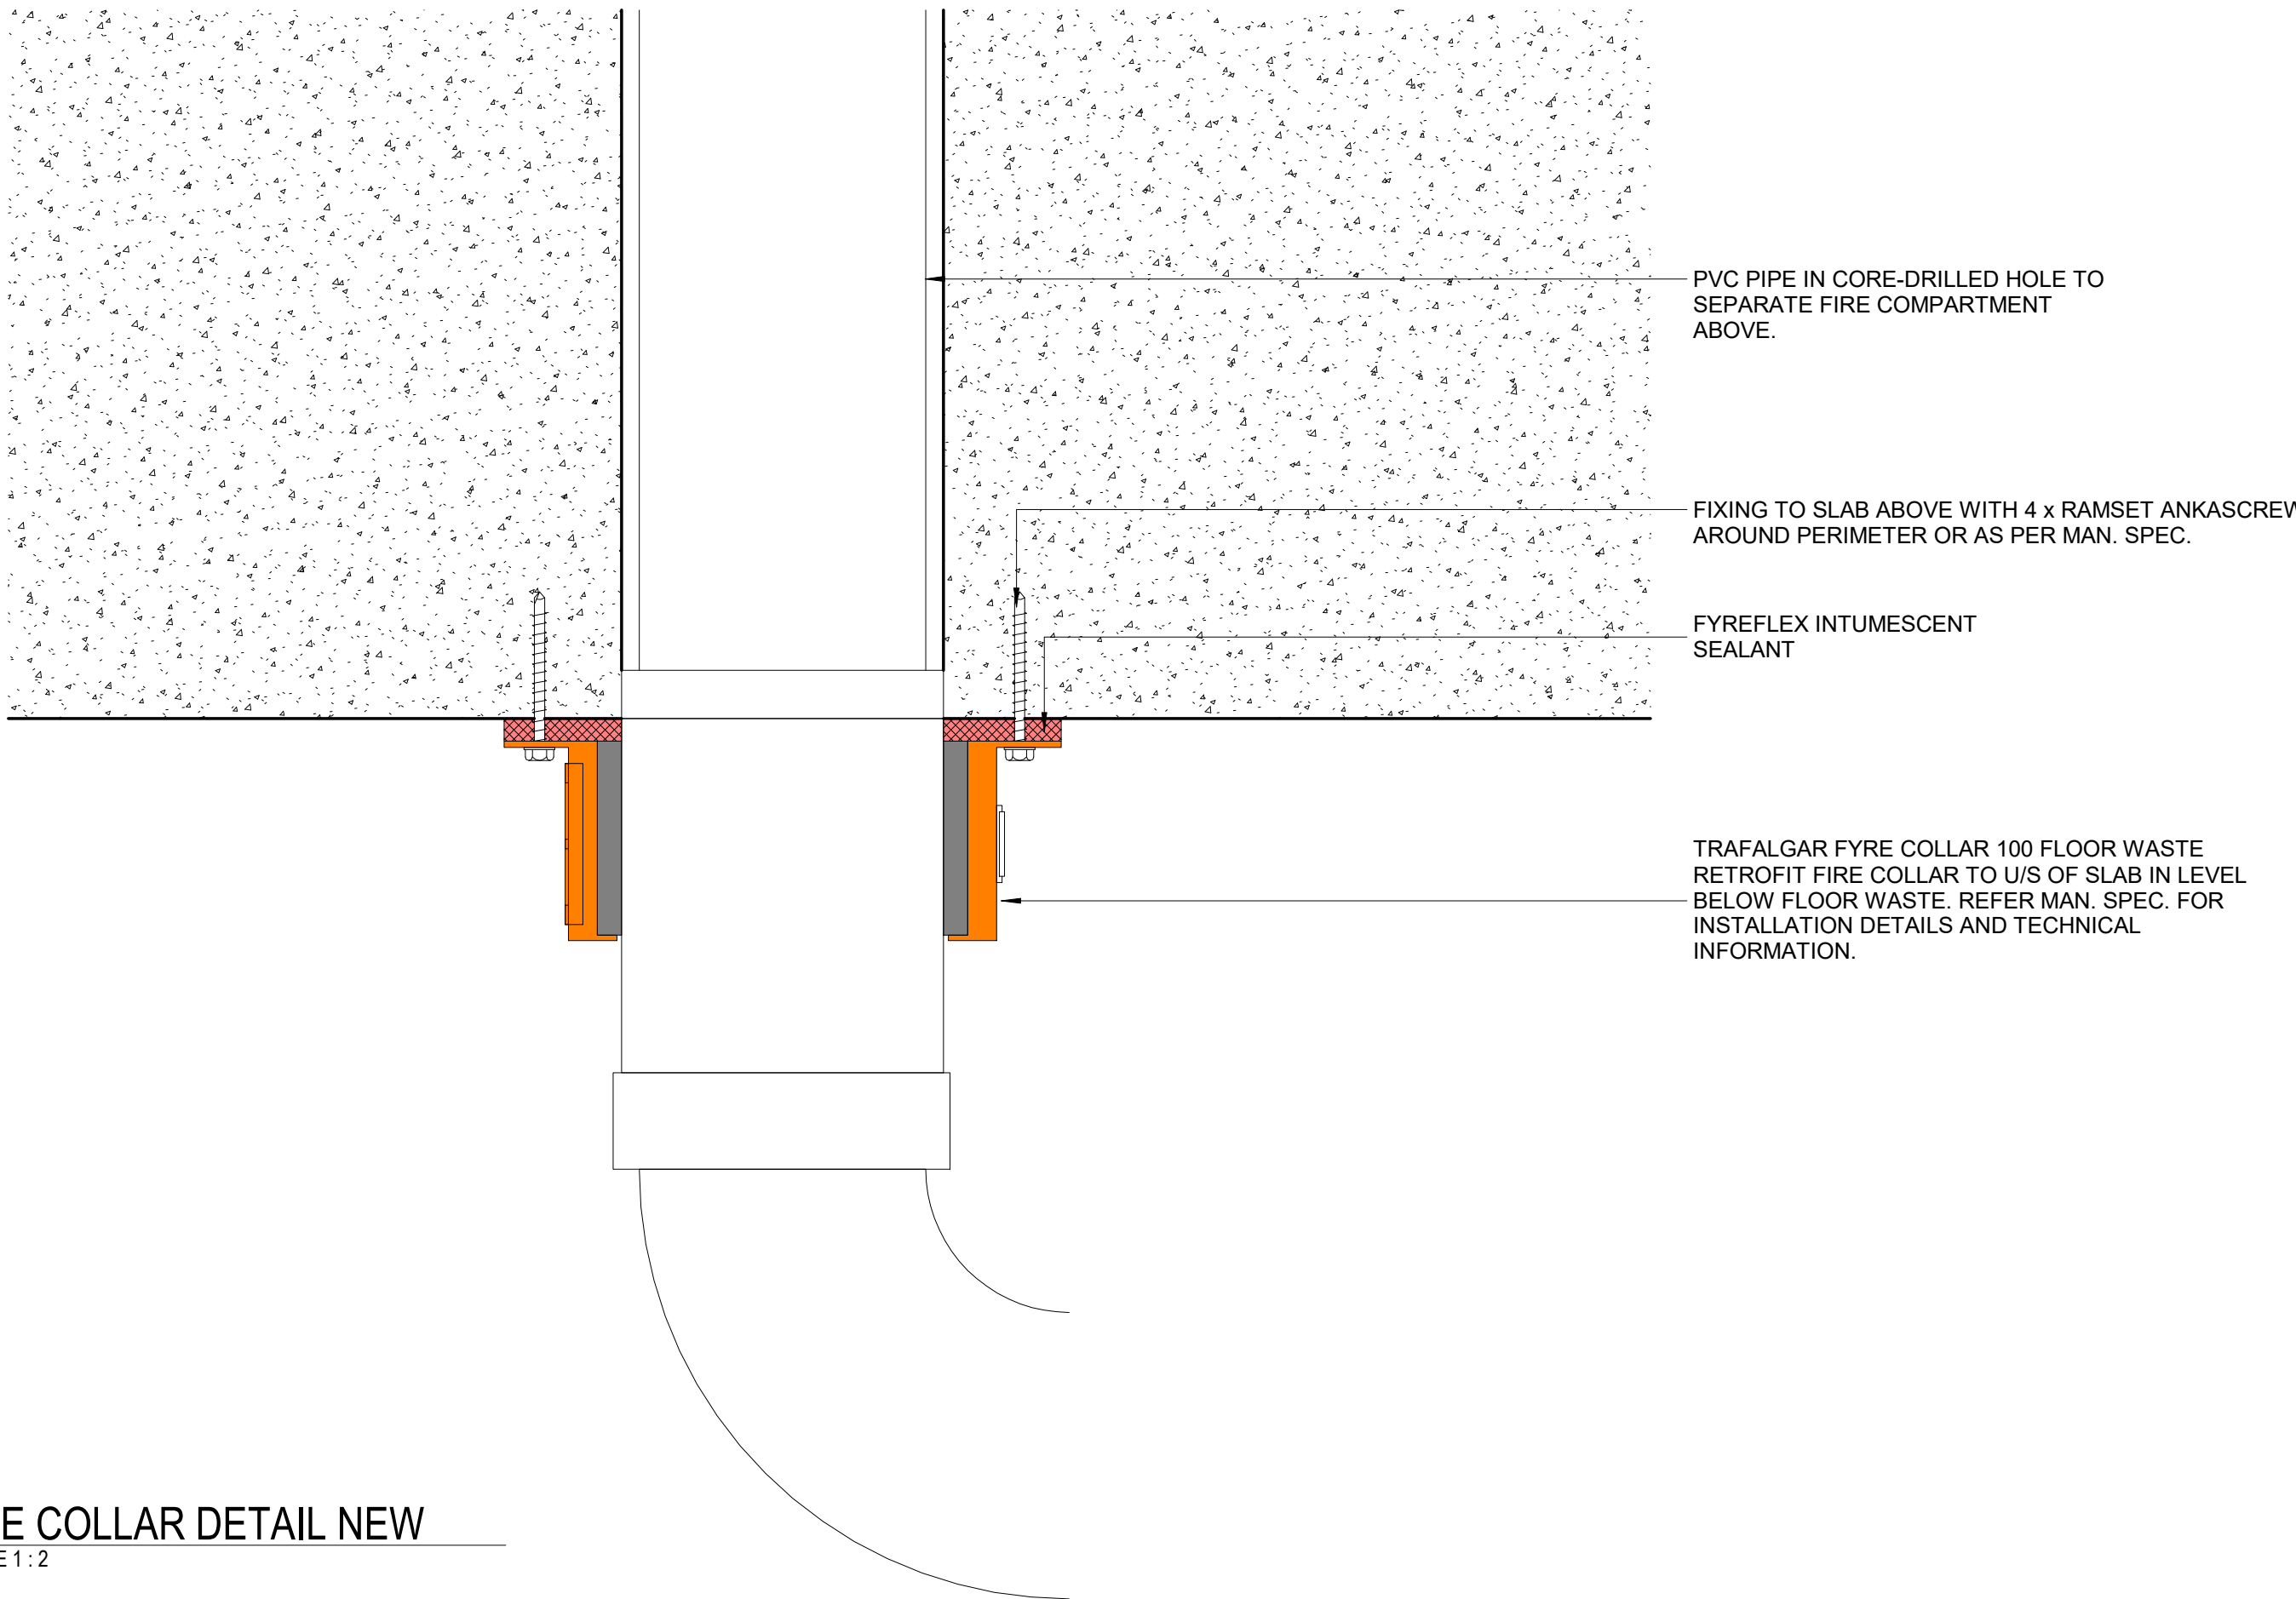 PVC PIPE IN CORE-DRILLED HOLE TO
SEPARATE FIRE COMPARTMENT
ABOVE.
FIXING TO SLAB ABOVE WITH 4 x RAMSET ANKASCREW
AROUND PERIMETER OR AS PER MAN. SPEC.
FYREFLEX INTUMESCENT
SEALANT
TRAFALGAR FYRE COLLAR 100 FLOOR WASTE
RETROFIT FIRE COLLAR TO U/S OF SLAB IN LEVEL
BELOW FLOOR WASTE. REFER MAN. SPEC. FOR
INSTALLATION DETAILS AND TECHNICAL
INFORMATION.
E COLLAR DETAIL NEW
E 1 : 2